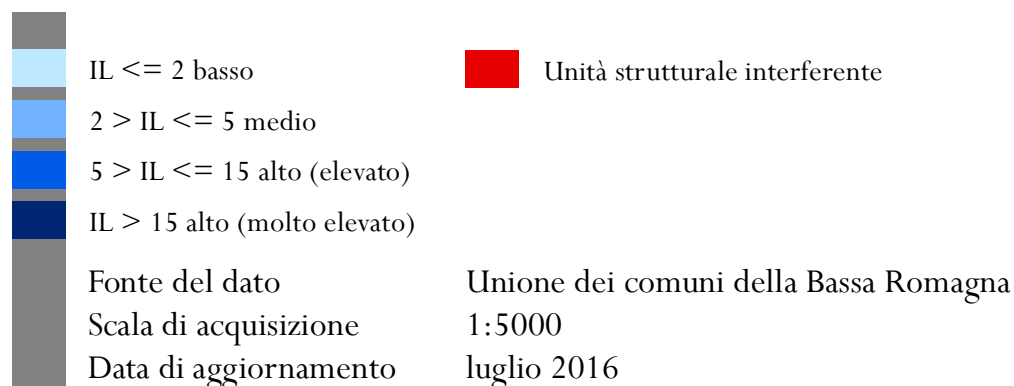 IL <= 2 basso
Unità strutturale interferente
2 > IL <= 5 medio
5 > IL <= 15 alto (elevato)
IL > 15 alto (molto elevato)
Fonte del dato Unione dei comuni della Bassa Romagna
Scala di acquisizione 1:5000
Data di aggiornamento luglio 2016